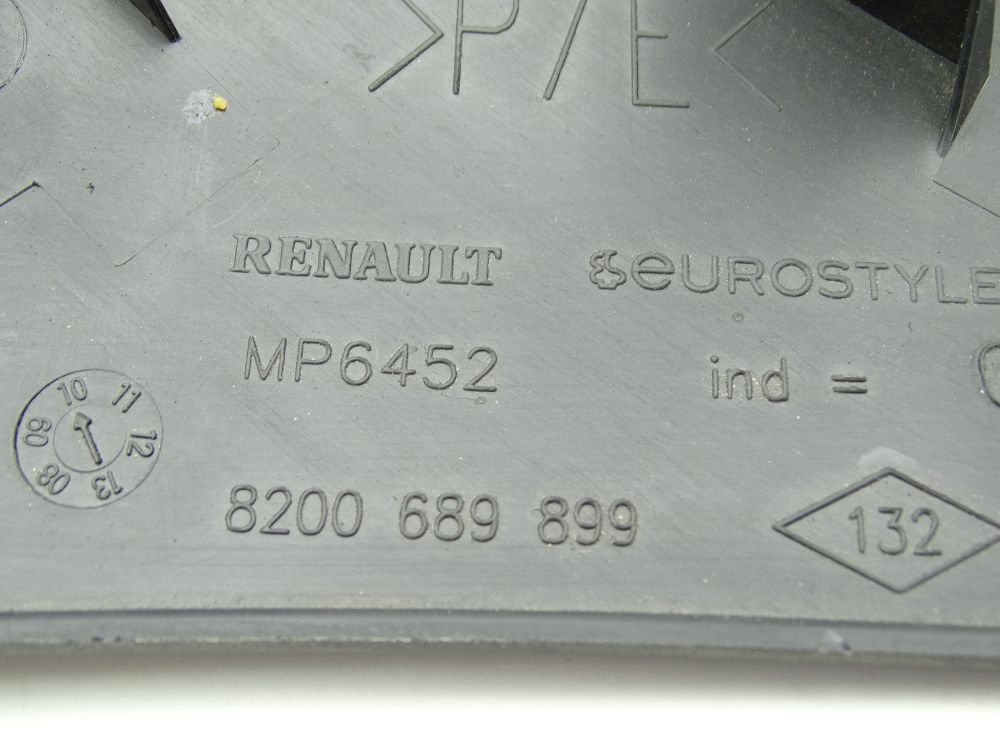 >P/E<
RENAULT
eUROSTYLE
MP6452
ind =
10 11 12 13 08 09
8200 689 899
132